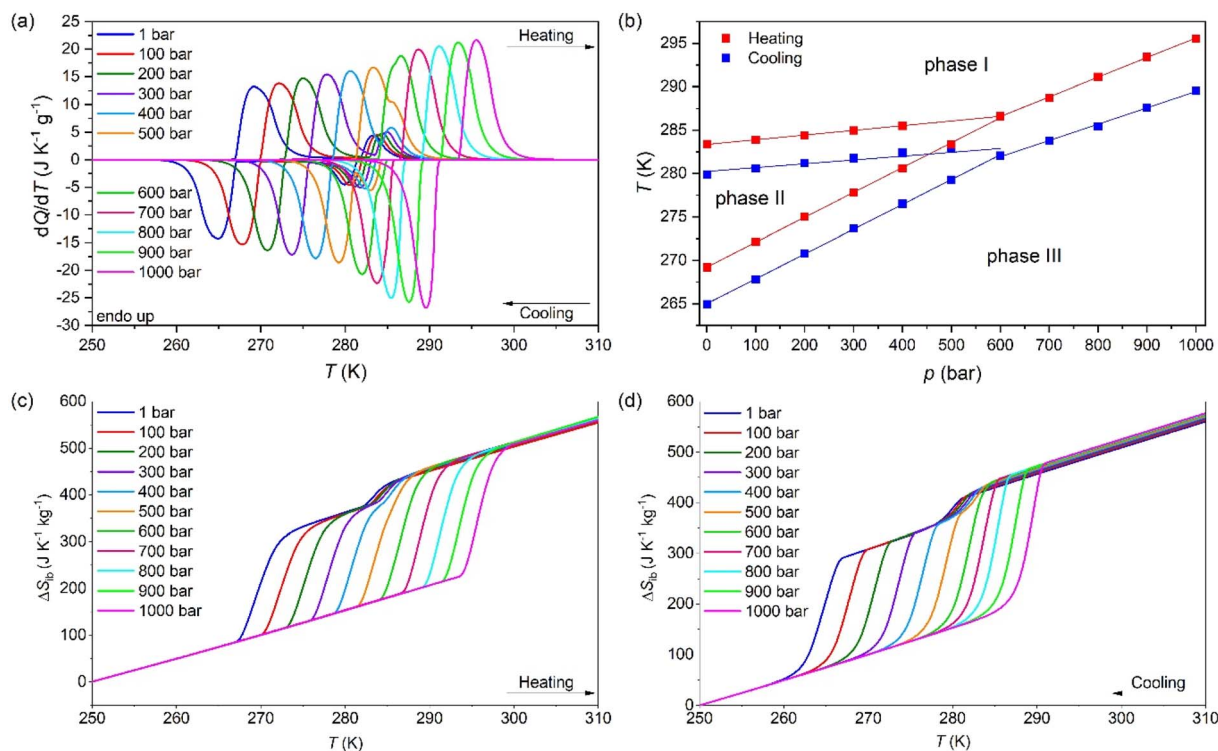 (a)
25
20
15
10
5
0
-5
-10
-15
-20
-25
-30
dQ/dT (J K⁻¹ g⁻¹)
1 bar
100 bar
200 bar
300 bar
400 bar
500 bar
600 bar
700 bar
800 bar
900 bar
1000 bar
Heating
Cooling
endo up
250 260 270 280 290 300 310
T (K)
(b)
295
290
285
280
275
270
265
T (K)
Heating
Cooling
phase I
phase II
phase III
0 100 200 300 400 500 600 700 800 900 1000
p (bar)
(c)
600
500
400
300
200
100
0
ΔS_lb (J K⁻¹ kg⁻¹)
1 bar
100 bar
200 bar
300 bar
400 bar
500 bar
600 bar
700 bar
800 bar
900 bar
1000 bar
Heating
250 260 270 280 290 300 310
T (K)
(d)
600
500
400
300
200
100
0
ΔS_lb (J K⁻¹ kg⁻¹)
1 bar
100 bar
200 bar
300 bar
400 bar
500 bar
600 bar
700 bar
800 bar
900 bar
1000 bar
Cooling
250 260 270 280 290 300 310
T (K)